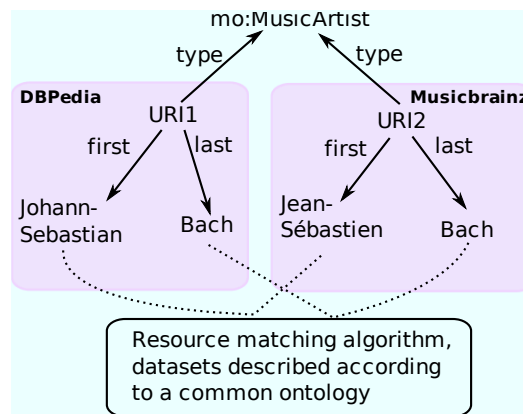 mo:MusicArtist
type
type
DBPedia
Musicbrainz
URI1
URI2
first
last
first
last
Johann-
Sebastian
Bach
Jean-
Sébastien
Bach
Resource matching algorithm,
datasets described according
to a common ontology